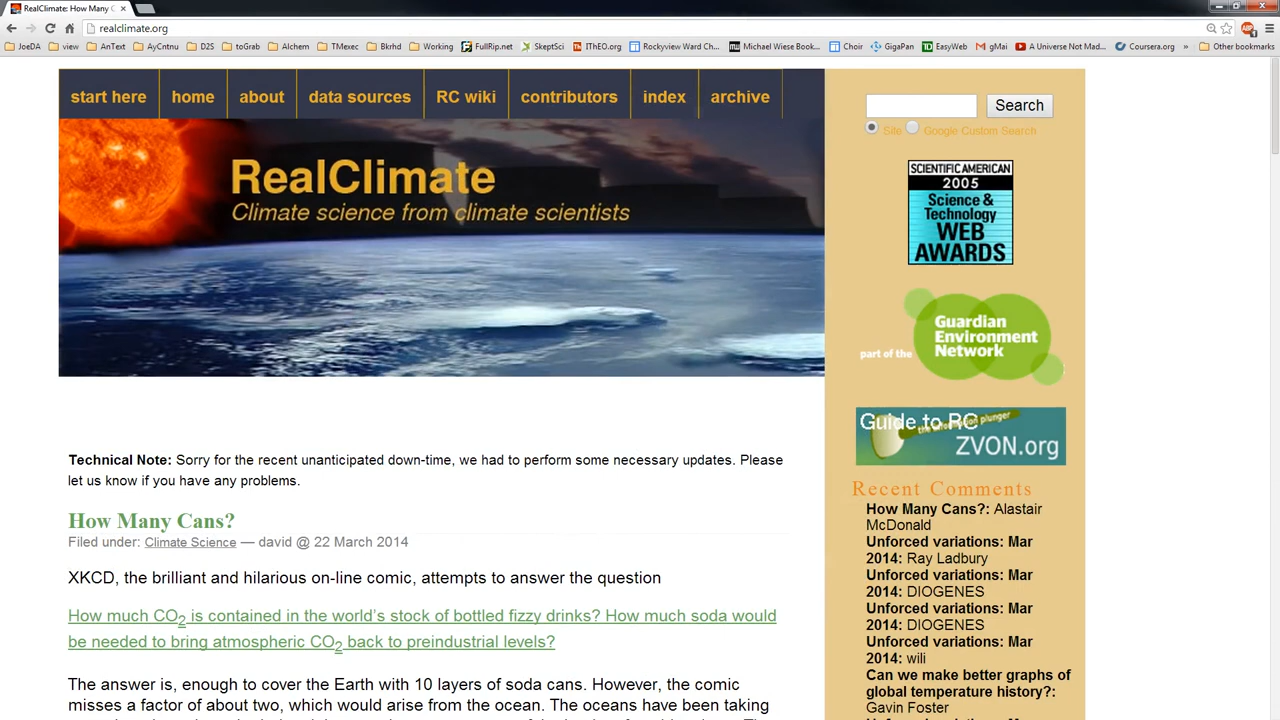 RealClimate: How Many C
realclimate.org
JoeDA view AnText AyCntnu D2S toGrab Alchem TMexec Bkrhd Working FullRip.net SkeptSci IThEO.org Rockyview Ward Ch... Michael Wiese Book... Choir GigaPan EasyWeb gMai A Universe Not Mad... Coursera.org » Other bookmarks
start here home about data sources RC wiki contributors index archive
Search
Site Google Custom Search
RealClimate
Climate science from climate scientists
SCIENTIFIC AMERICAN
2005
Science &
Technology
WEB
AWARDS
part of the
Guardian
Environment
Network
Guide to RC
the information plunger
ZVON.org
Technical Note: Sorry for the recent unanticipated down-time, we had to perform some necessary updates. Please
let us know if you have any problems.
How Many Cans?
Filed under: Climate Science — david @ 22 March 2014
XKCD, the brilliant and hilarious on-line comic, attempts to answer the question
How much CO2 is contained in the world's stock of bottled fizzy drinks? How much soda would
be needed to bring atmospheric CO2 back to preindustrial levels?
The answer is, enough to cover the Earth with 10 layers of soda cans. However, the comic
misses a factor of about two, which would arise from the ocean. The oceans have been taking
Recent Comments
How Many Cans?: Alastair
McDonald
Unforced variations: Mar
2014: Ray Ladbury
Unforced variations: Mar
2014: DIOGENES
Unforced variations: Mar
2014: DIOGENES
Unforced variations: Mar
2014: wili
Can we make better graphs of
global temperature history?:
Gavin Foster